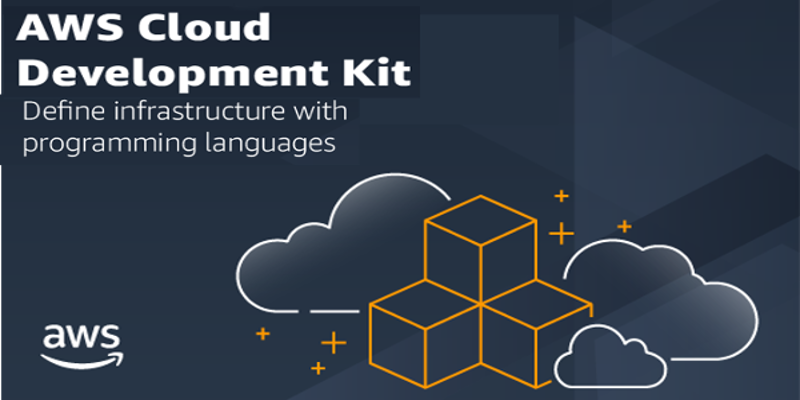 AWS Cloud
Development Kit
Define infrastructure with
programming languages
aws